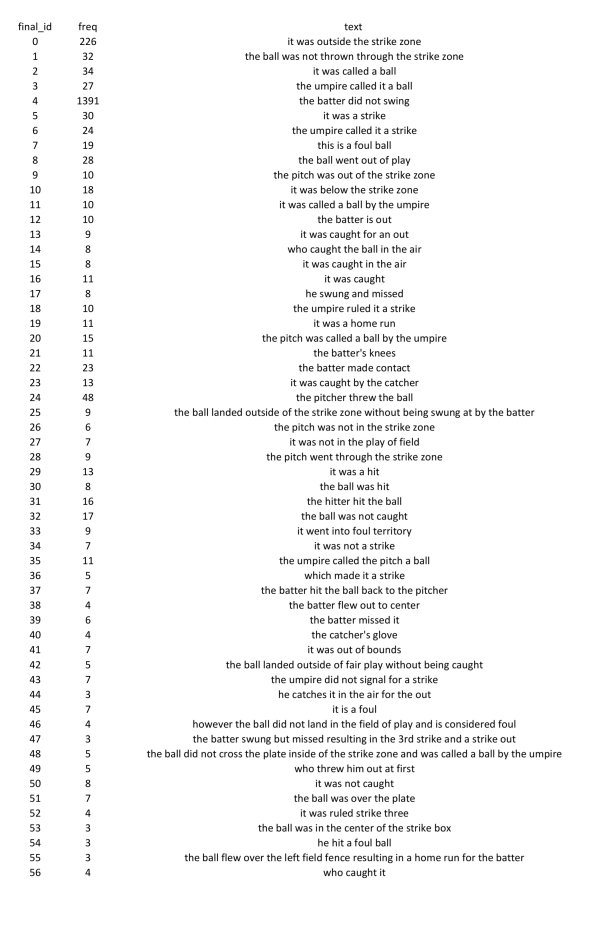 final_id freq text
0 226 it was outside the strike zone
1 32 the ball was not thrown through the strike zone
2 34 it was called a ball
3 27 the umpire called it a ball
4 1391 the batter did not swing
5 30 it was a strike
6 24 the umpire called it a strike
7 19 this is a foul ball
8 28 the ball went out of play
9 10 the pitch was out of the strike zone
10 18 it was below the strike zone
11 10 it was called a ball by the umpire
12 10 the batter is out
13 9 it was caught for an out
14 8 who caught the ball in the air
15 8 it was caught in the air
16 11 it was caught
17 8 he swung and missed
18 10 the umpire ruled it a strike
19 11 it was a home run
20 15 the pitch was called a ball by the umpire
21 11 the batter's knees
22 23 the batter made contact
23 13 it was caught by the catcher
24 48 the pitcher threw the ball
25 9 the ball landed outside of the strike zone without being swung at by the batter
26 6 the pitch was not in the strike zone
27 7 it was not in the play of field
28 9 the pitch went through the strike zone
29 13 it was a hit
30 8 the ball was hit
31 16 the hitter hit the ball
32 17 the ball was not caught
33 9 it went into foul territory
34 7 it was not a strike
35 11 the umpire called the pitch a ball
36 5 which made it a strike
37 7 the batter hit the ball back to the pitcher
38 4 the batter flew out to center
39 6 the batter missed it
40 4 the catcher's glove
41 7 it was out of bounds
42 5 the ball landed outside of fair play without being caught
43 7 the umpire did not signal for a strike
44 3 he catches it in the air for the out
45 7 it is a foul
46 4 however the ball did not land in the field of play and is considered foul
47 3 the batter swung but missed resulting in the 3rd strike and a strike out
48 5 the ball did not cross the plate inside of the strike zone and was called a ball by the umpire
49 5 who threw him out at first
50 8 it was not caught
51 7 the ball was over the plate
52 4 it was ruled strike three
53 3 the ball was in the center of the strike box
54 3 he hit a foul ball
55 3 the ball flew over the left field fence resulting in a home run for the batter
56 4 who caught it